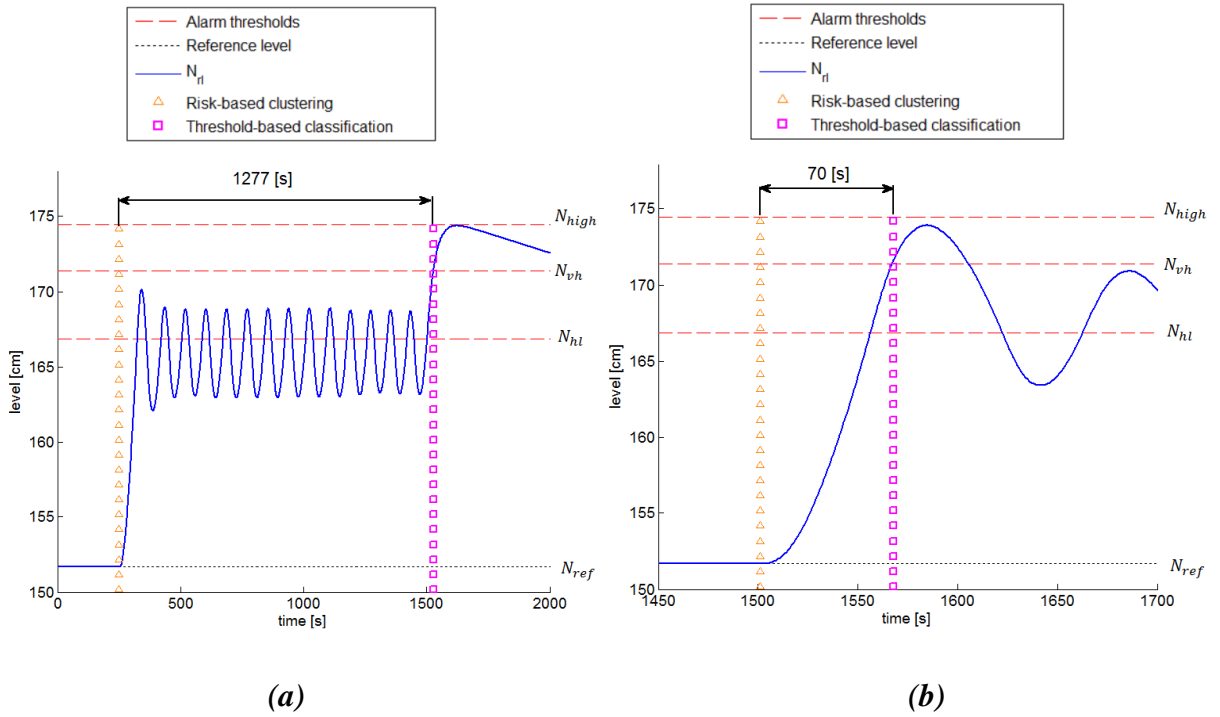 Alarm thresholds
Reference level
N_rl
Risk-based clustering
Threshold-based classification
1277 [s]
175
170
165
160
155
150
level [cm]
N_high
N_vh
N_hl
N_ref
0
500
1000
1500
2000
time [s]
(a)
Alarm thresholds
Reference level
N_rl
Risk-based clustering
Threshold-based classification
70 [s]
175
170
165
160
155
150
level [cm]
N_high
N_vh
N_hl
N_ref
1450
1500
1550
1600
1650
1700
time [s]
(b)